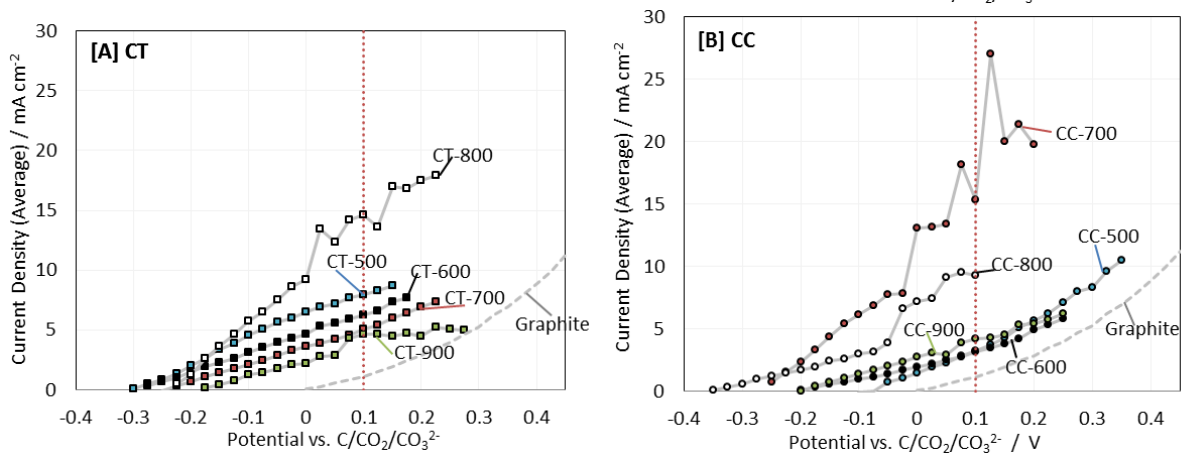 [A] CT
Current Density (Average) / mA cm⁻²
30
25
20
15
10
5
0
CT-800
CT-500
CT-600
CT-700
CT-900
Graphite
-0.4 -0.3 -0.2 -0.1 0 0.1 0.2 0.3 0.4
Potential vs. C/CO₂/CO₃²⁻
[B] CC
Current Density (Average) / mA cm⁻²
30
25
20
15
10
5
0
CC-700
CC-500
CC-800
CC-900
CC-600
Graphite
-0.4 -0.3 -0.2 -0.1 0 0.1 0.2 0.3 0.4
Potential vs. C/CO₂/CO₃²⁻ / V